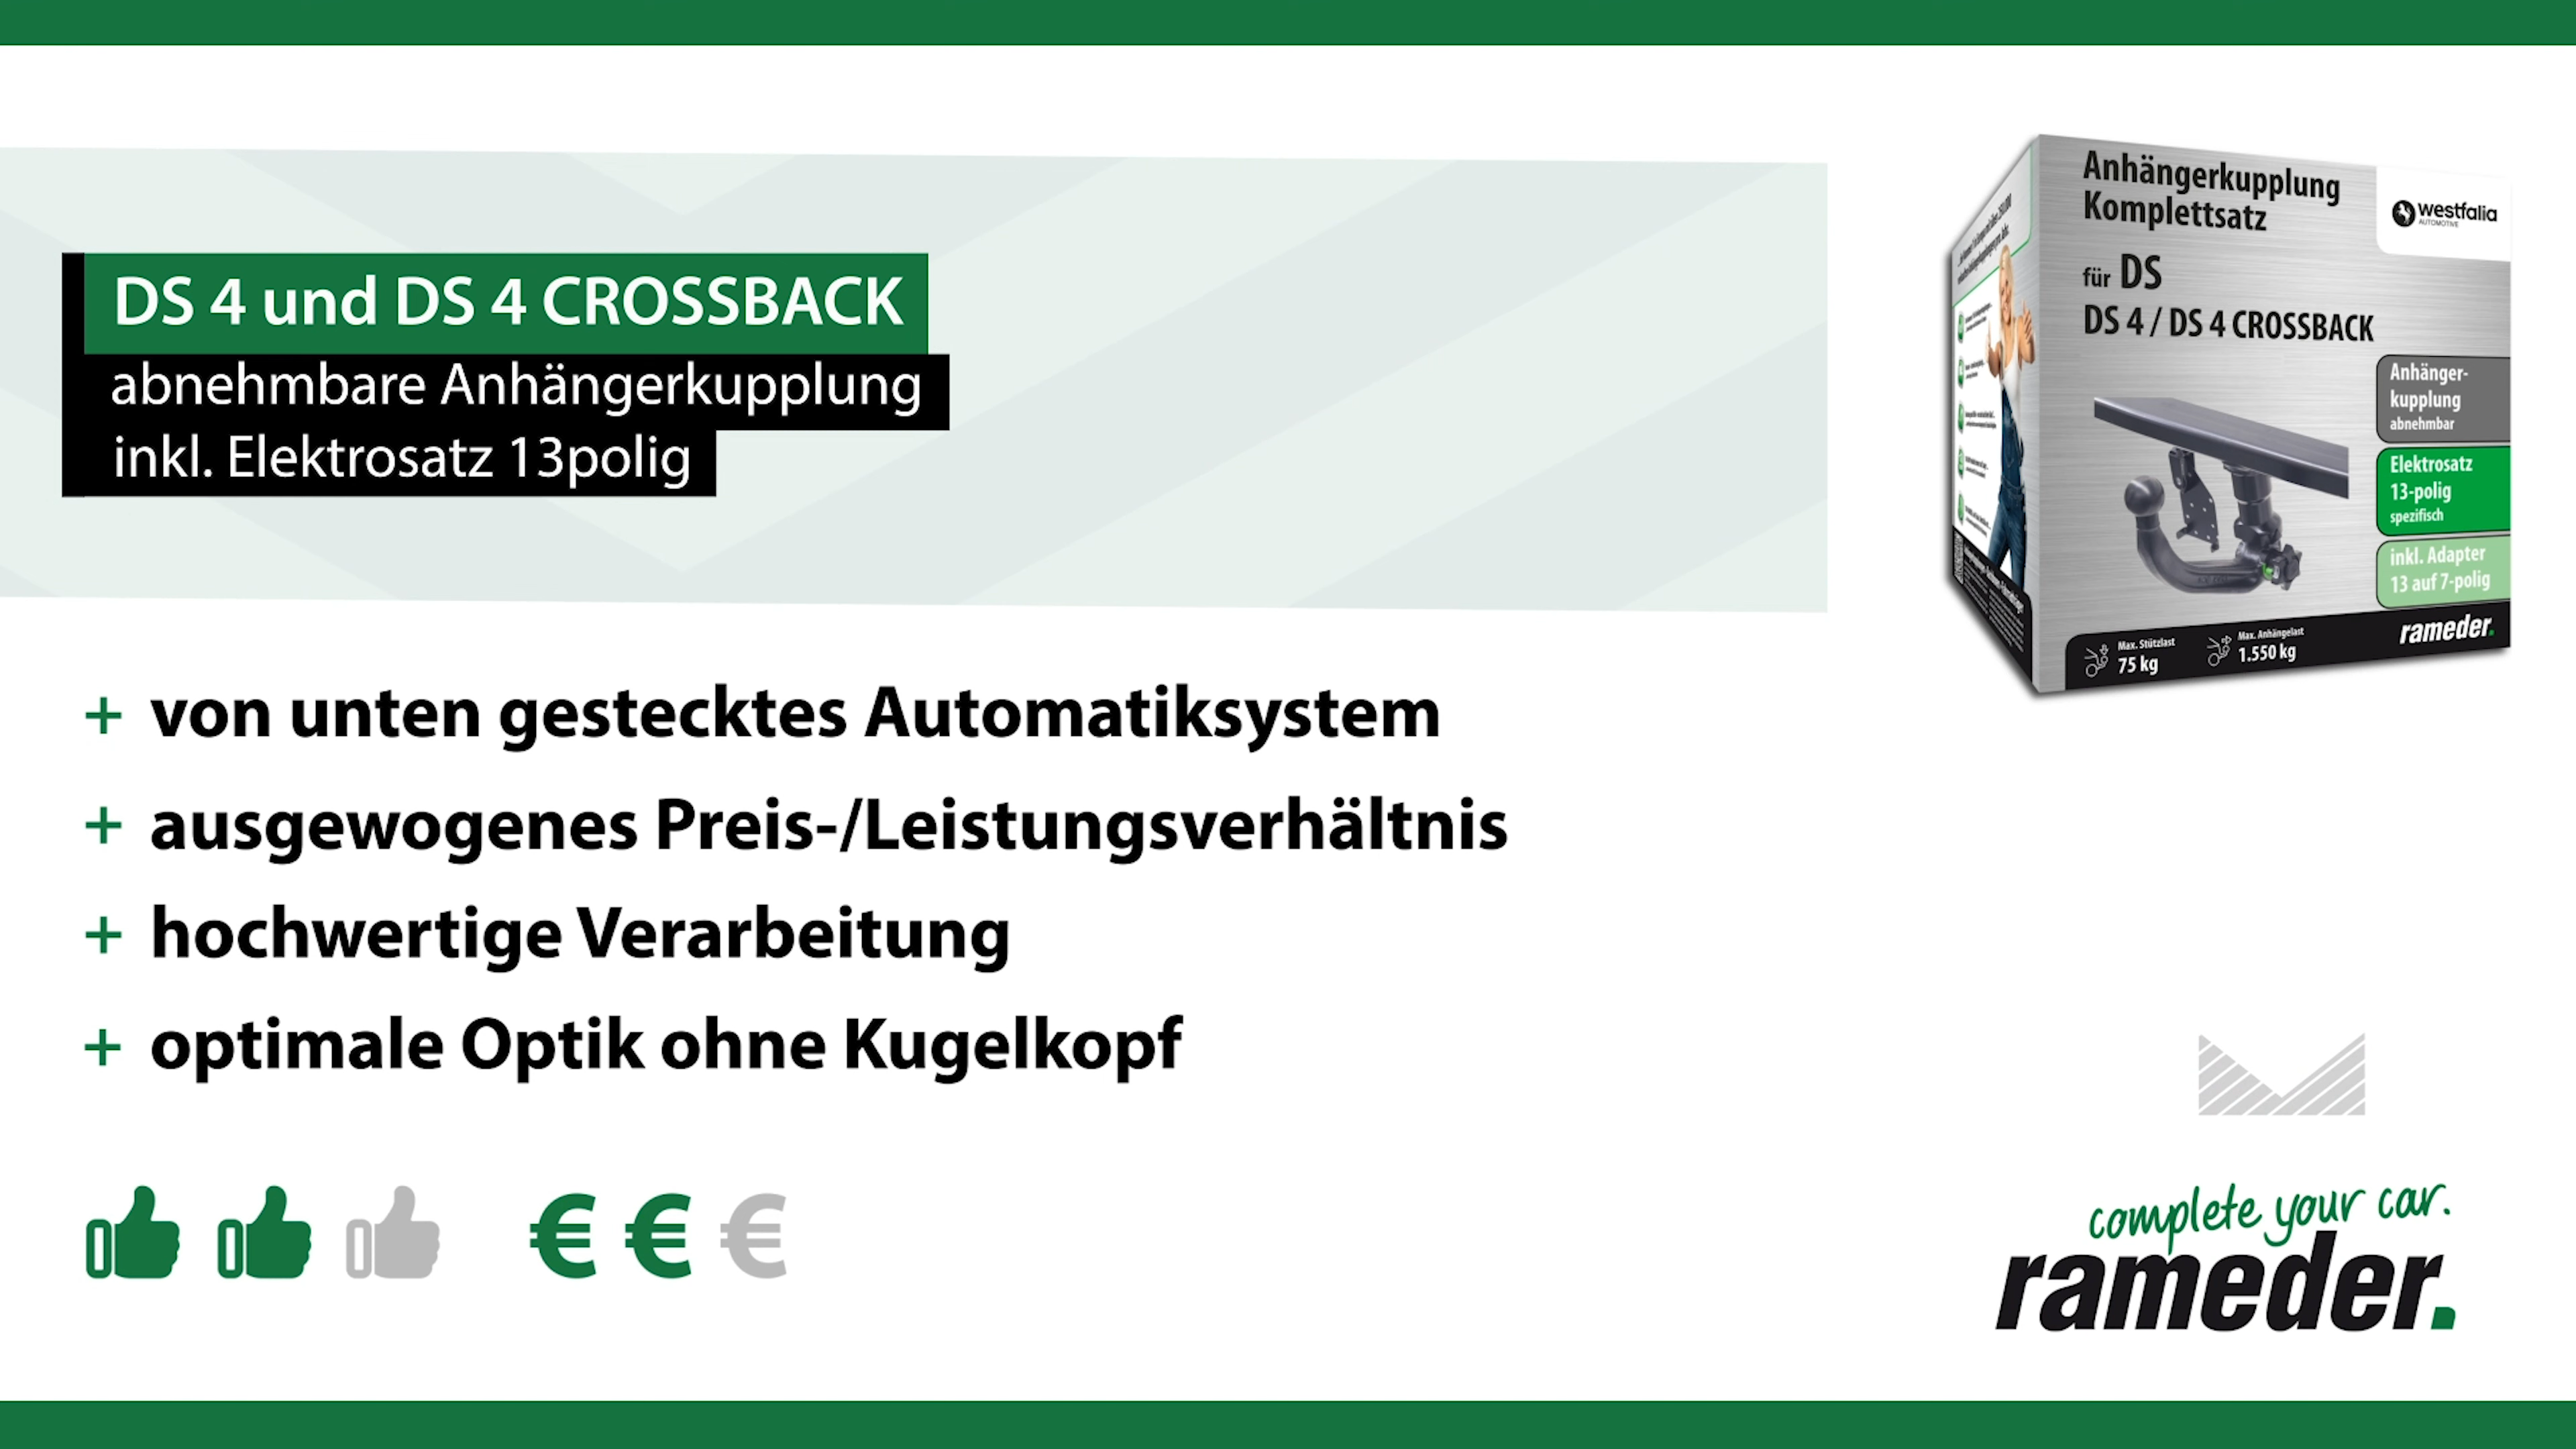 DS 4 und DS 4 CROSSBACK
abnehmbare Anhängerkupplung
inkl. Elektrosatz 13polig
Anhängerkupplung
Komplettsatz
für DS
DS 4 / DS 4 CROSSBACK
westfalia
AUTOMOTIVE
Anhänger-
kupplung
abnehmbar
Elektrosatz
13-polig
spezifisch
inkl. Adapter
13 auf 7-polig
Max. Stützlast
75 kg
Max. Anhängelast
1.550 kg
rameder.
+ von unten gestecktes Automatiksystem
+ ausgewogenes Preis-/Leistungsverhältnis
+ hochwertige Verarbeitung
+ optimale Optik ohne Kugelkopf
€ € €
complete your car.
rameder.